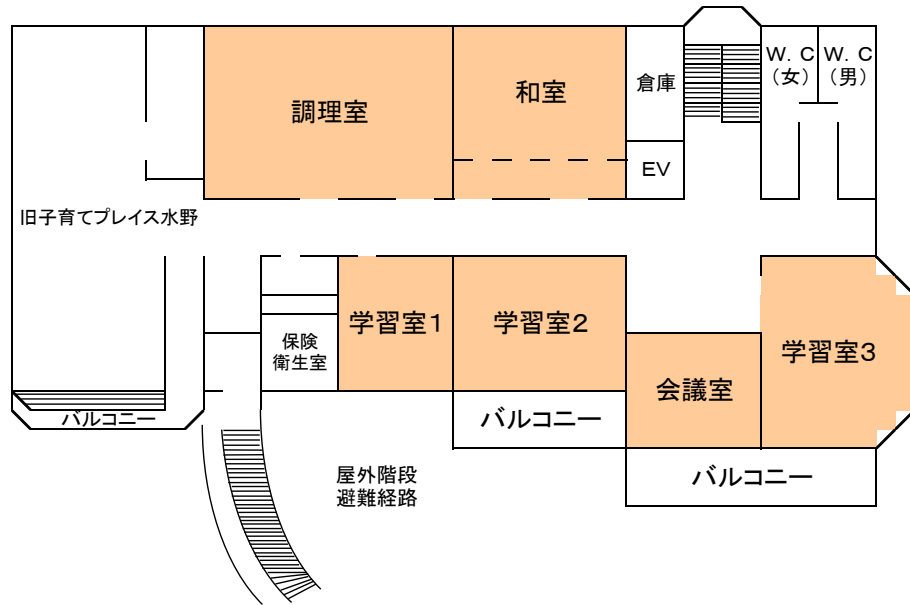 調理室
和室
倉庫
EV
W．C
（女）
W．C
（男）
旧子育てプレイス水野
保険
衛生室
学習室１
学習室２
会議室
学習室３
バルコニー
バルコニー
バルコニー
屋外階段
避難経路